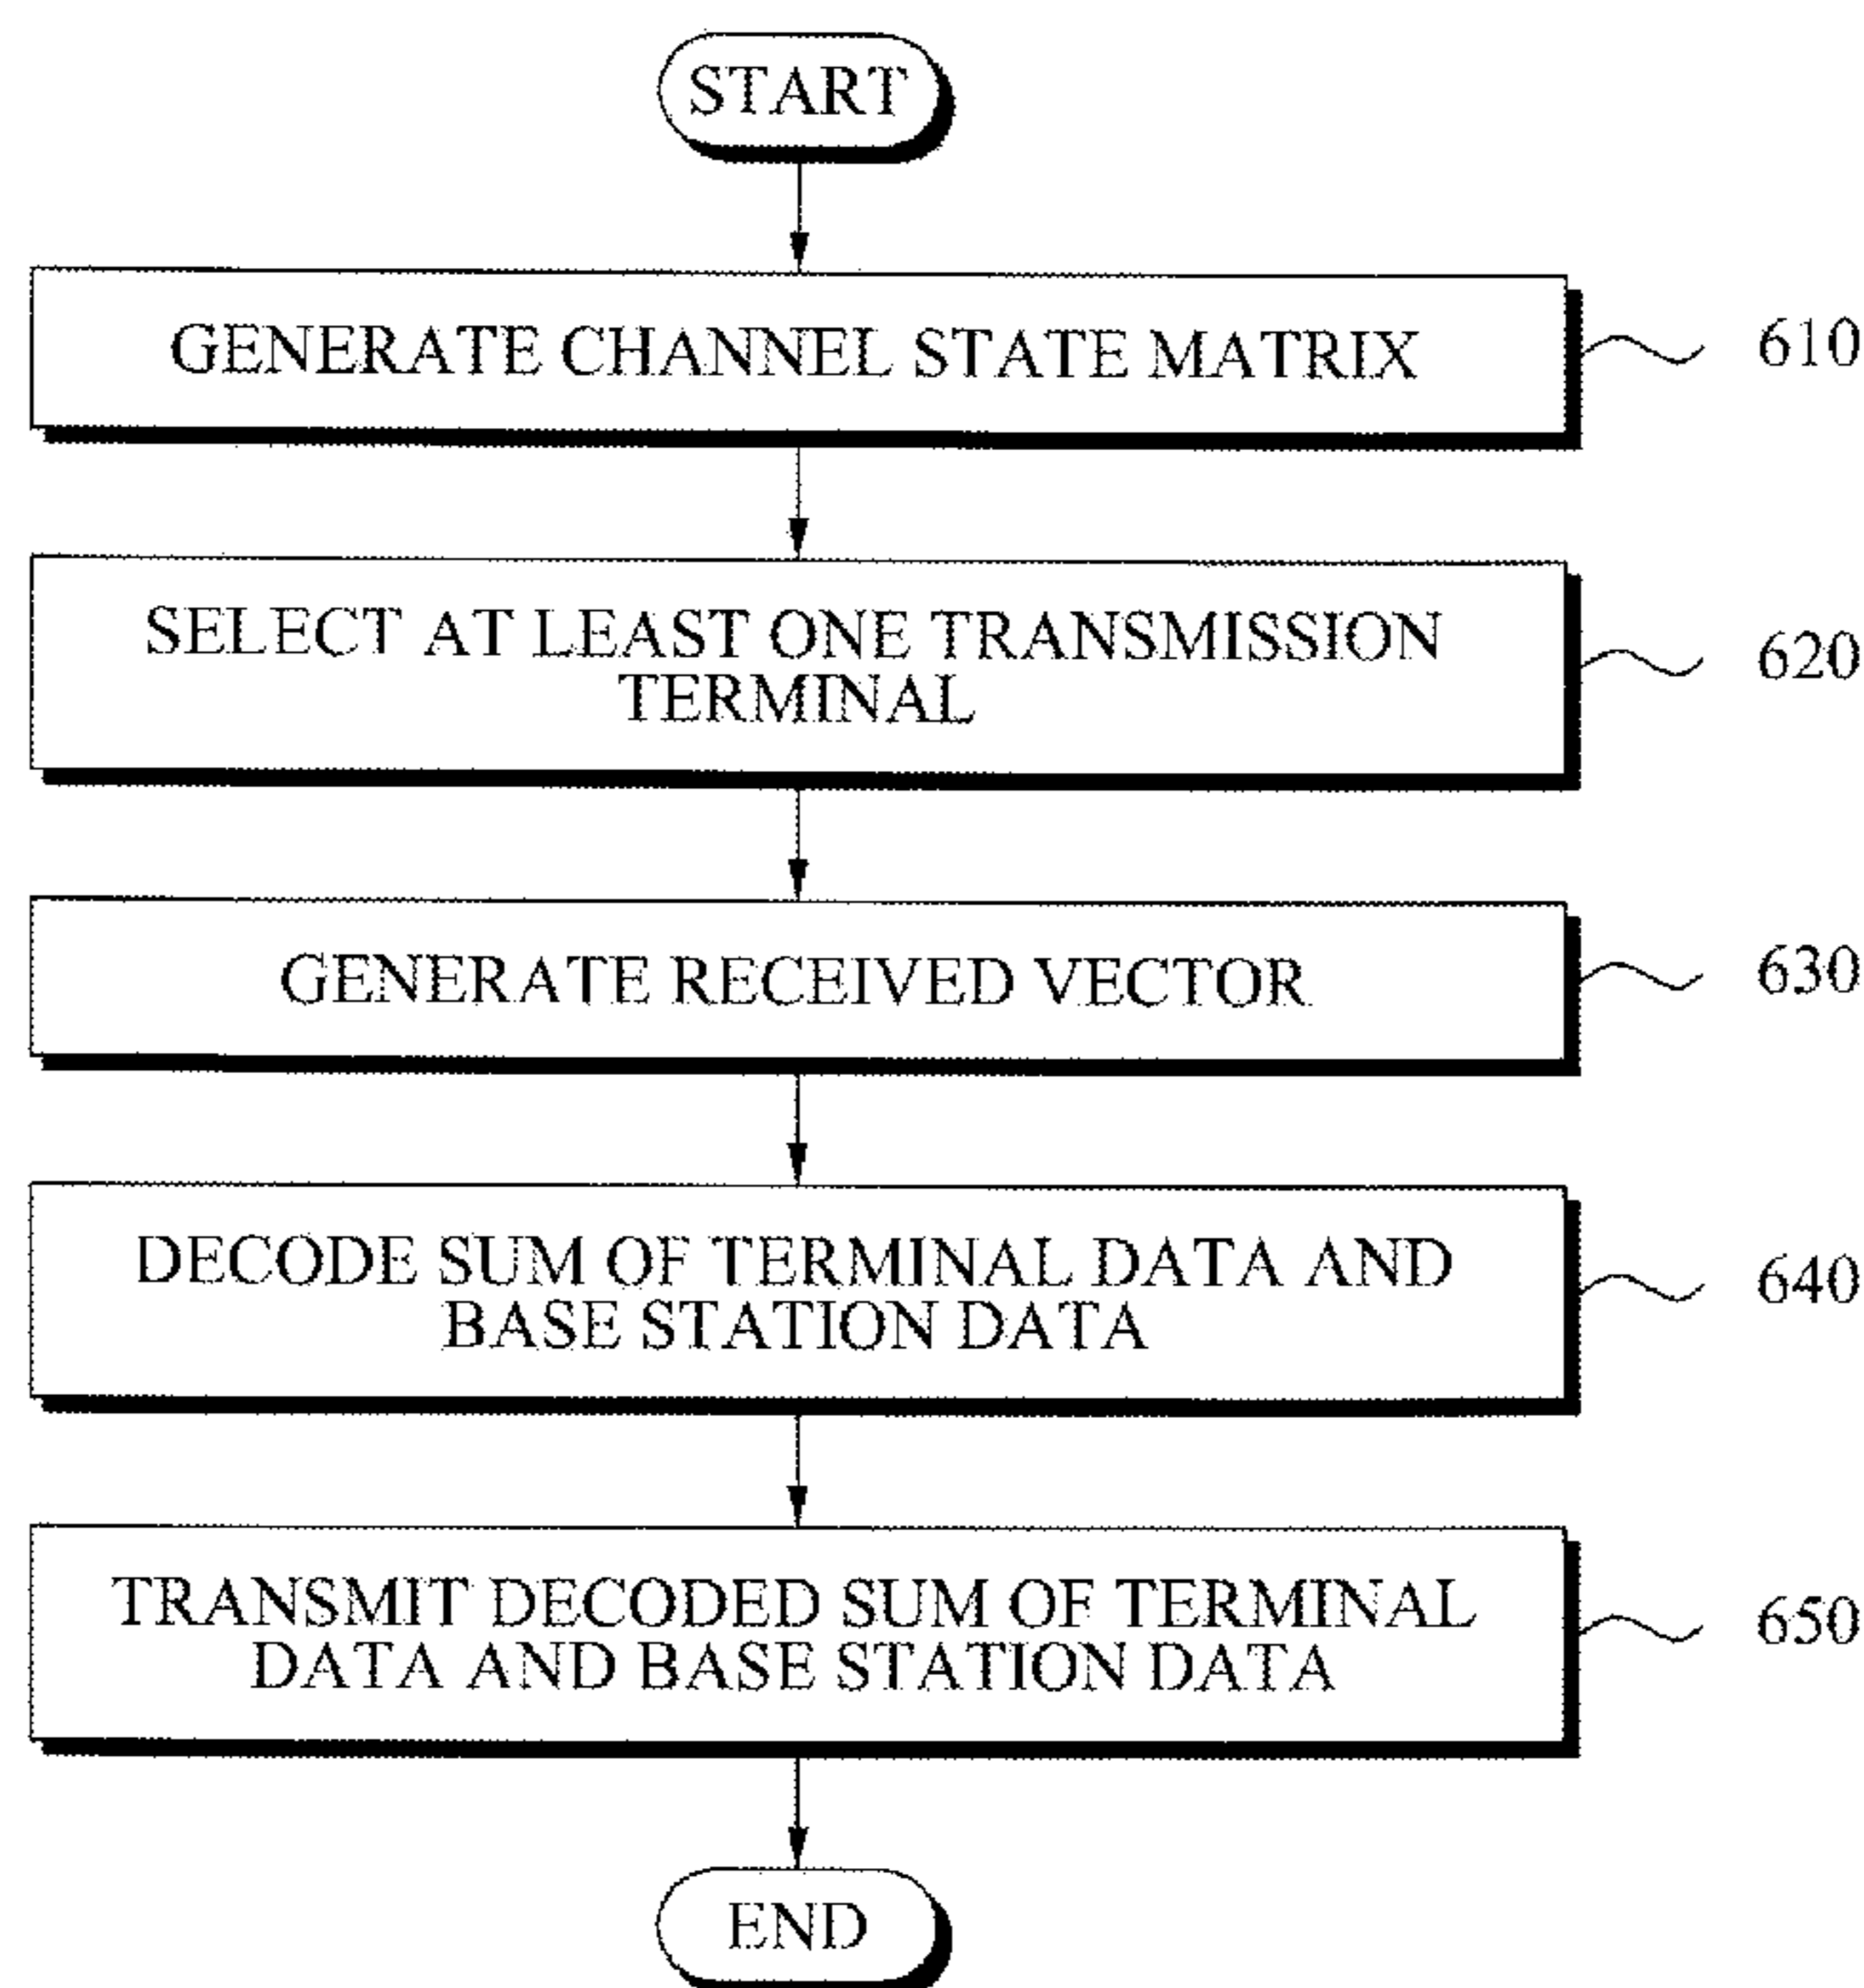 START
GENERATE CHANNEL STATE MATRIX
610
SELECT AT LEAST ONE TRANSMISSION
TERMINAL
620
GENERATE RECEIVED VECTOR
630
DECODE SUM OF TERMINAL DATA AND
BASE STATION DATA
640
TRANSMIT DECODED SUM OF TERMINAL
DATA AND BASE STATION DATA
650
END